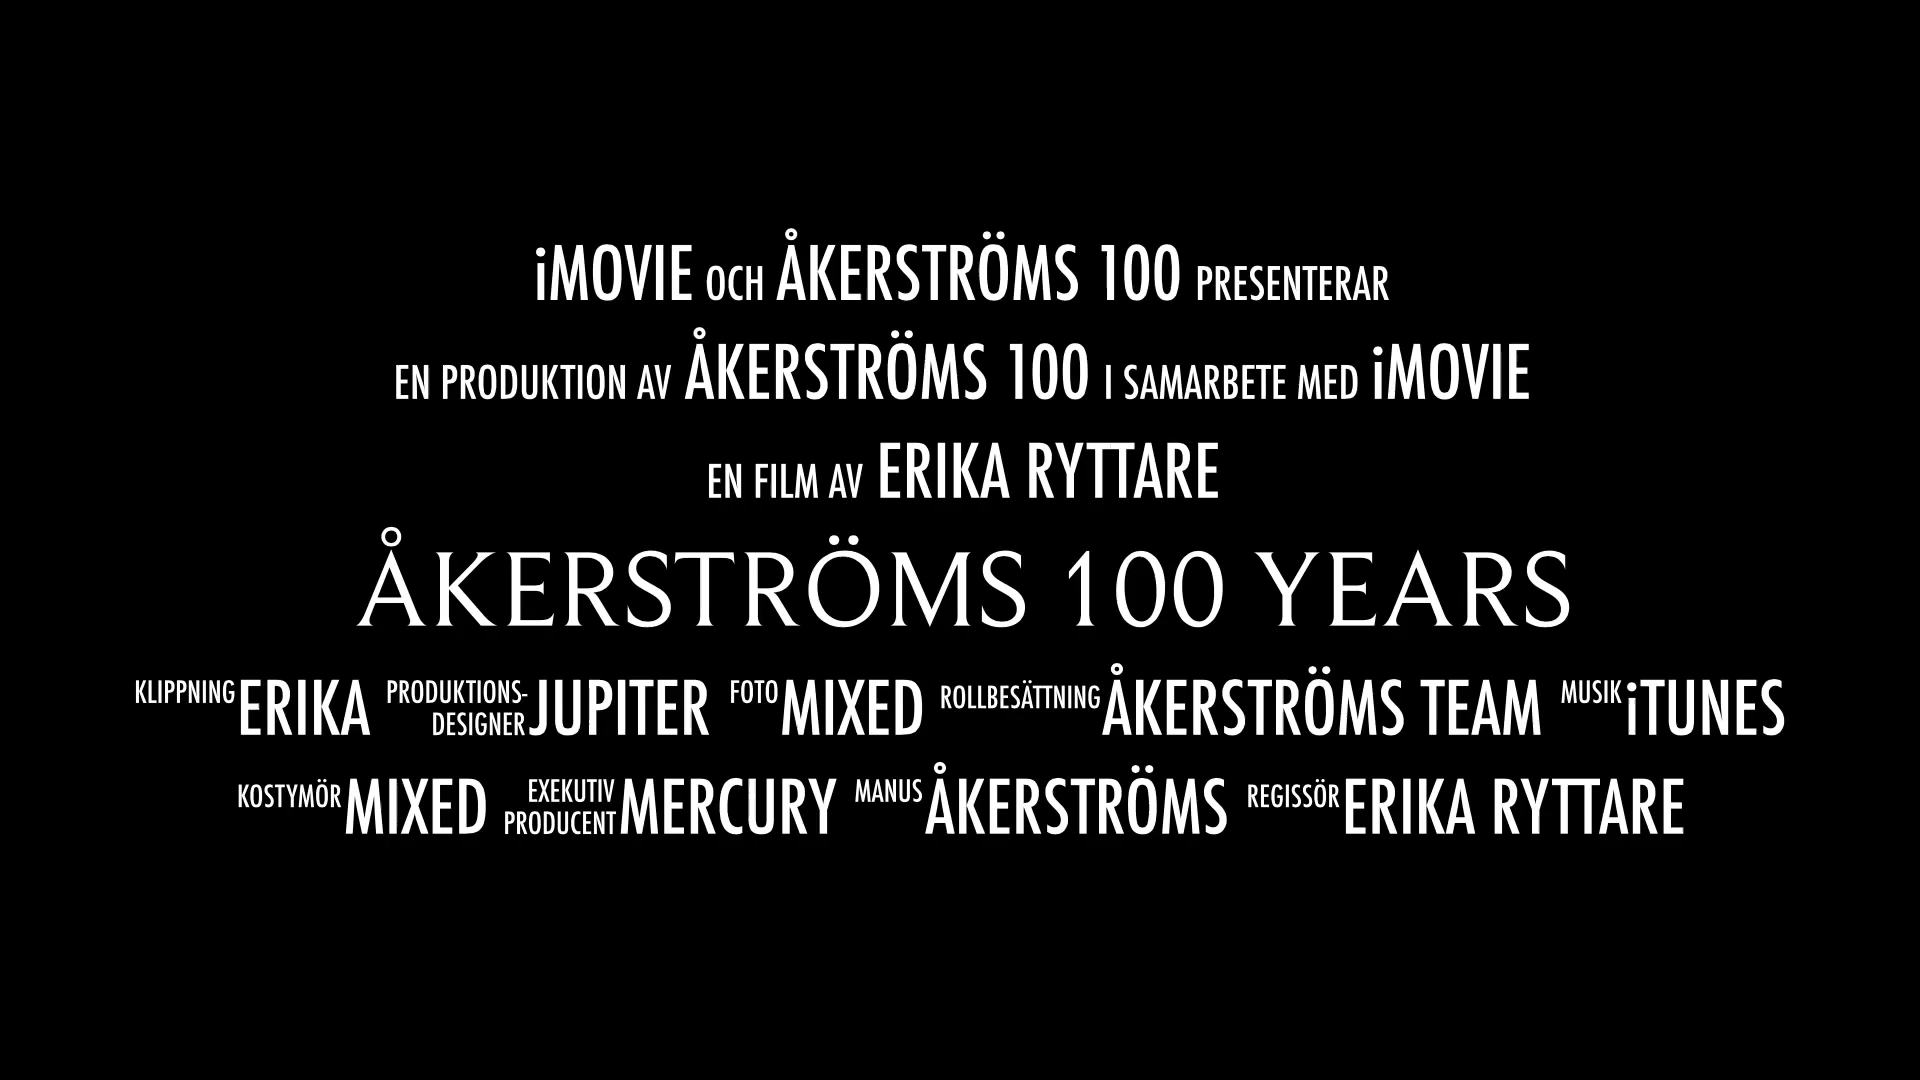 iMOVIE OCH ÅKERSTRÖMS 100 PRESENTERAR
EN PRODUKTION AV ÅKERSTRÖMS 100 I SAMARBETE MED iMOVIE
EN FILM AV ERIKA RYTTARE
ÅKERSTRÖMS 100 YEARS
KLIPPNING ERIKA PRODUKTIONS-DESIGNER JUPITER FOTO MIXED ROLLBESÄTTNING ÅKERSTRÖMS TEAM MUSIK iTUNES
KOSTYMÖR MIXED EXEKUTIV PRODUCENT MERCURY MANUS ÅKERSTRÖMS REGISSÖR ERIKA RYTTARE